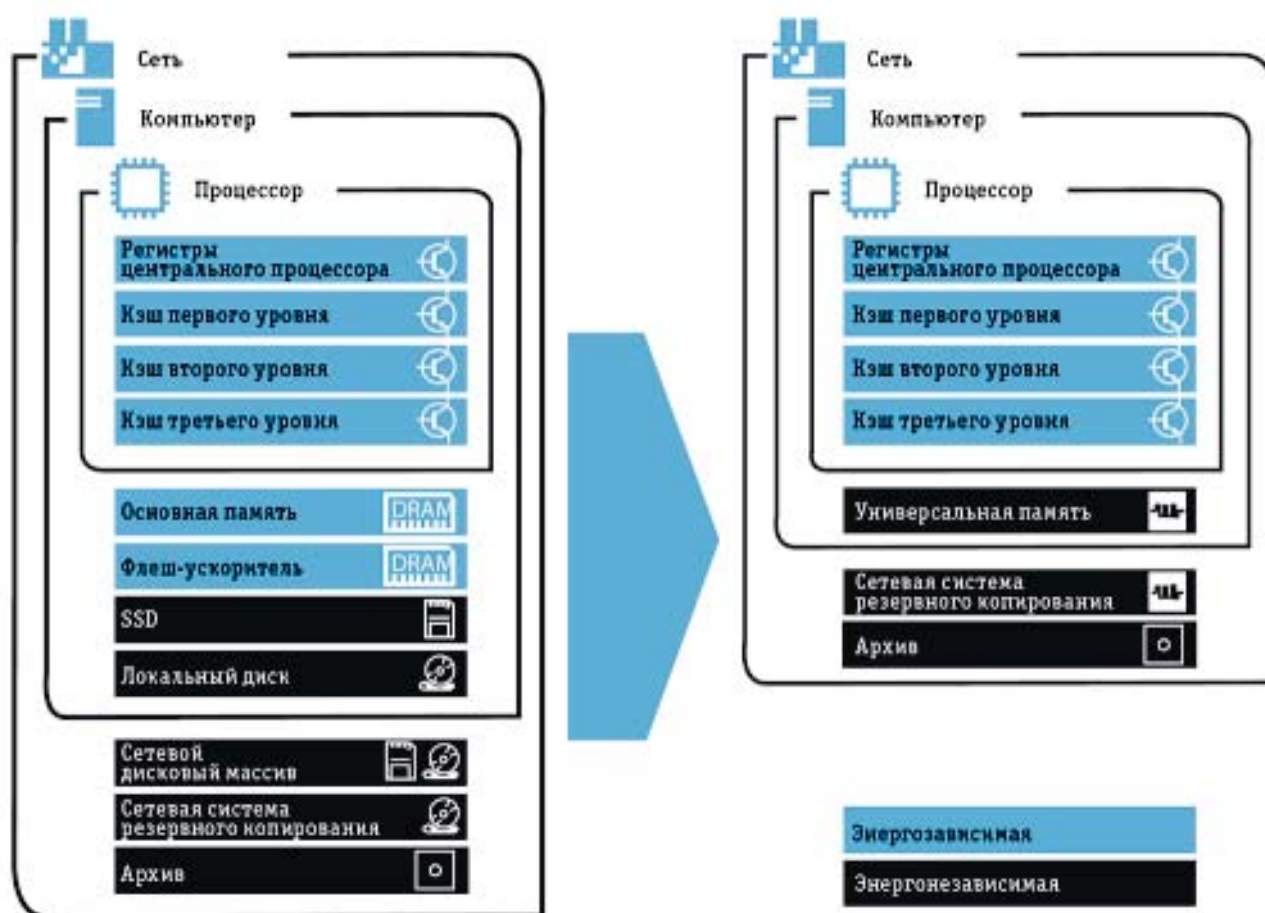 Сеть
Компьютер
Процессор
Регистры
центрального процессора
Кэш первого уровня
Кэш второго уровня
Кэш третьего уровня
Основная память
DRAM
Флеш-ускоритель
DRAM
SSD
Локальный диск
Сетевой
дисковый массив
Сетевая система
резервного копирования
Архив
Сеть
Компьютер
Процессор
Регистры
центрального процессора
Кэш первого уровня
Кэш второго уровня
Кэш третьего уровня
Универсальная память
Сетевая система
резервного копирования
Архив
Энергозависимая
Энергонезависимая